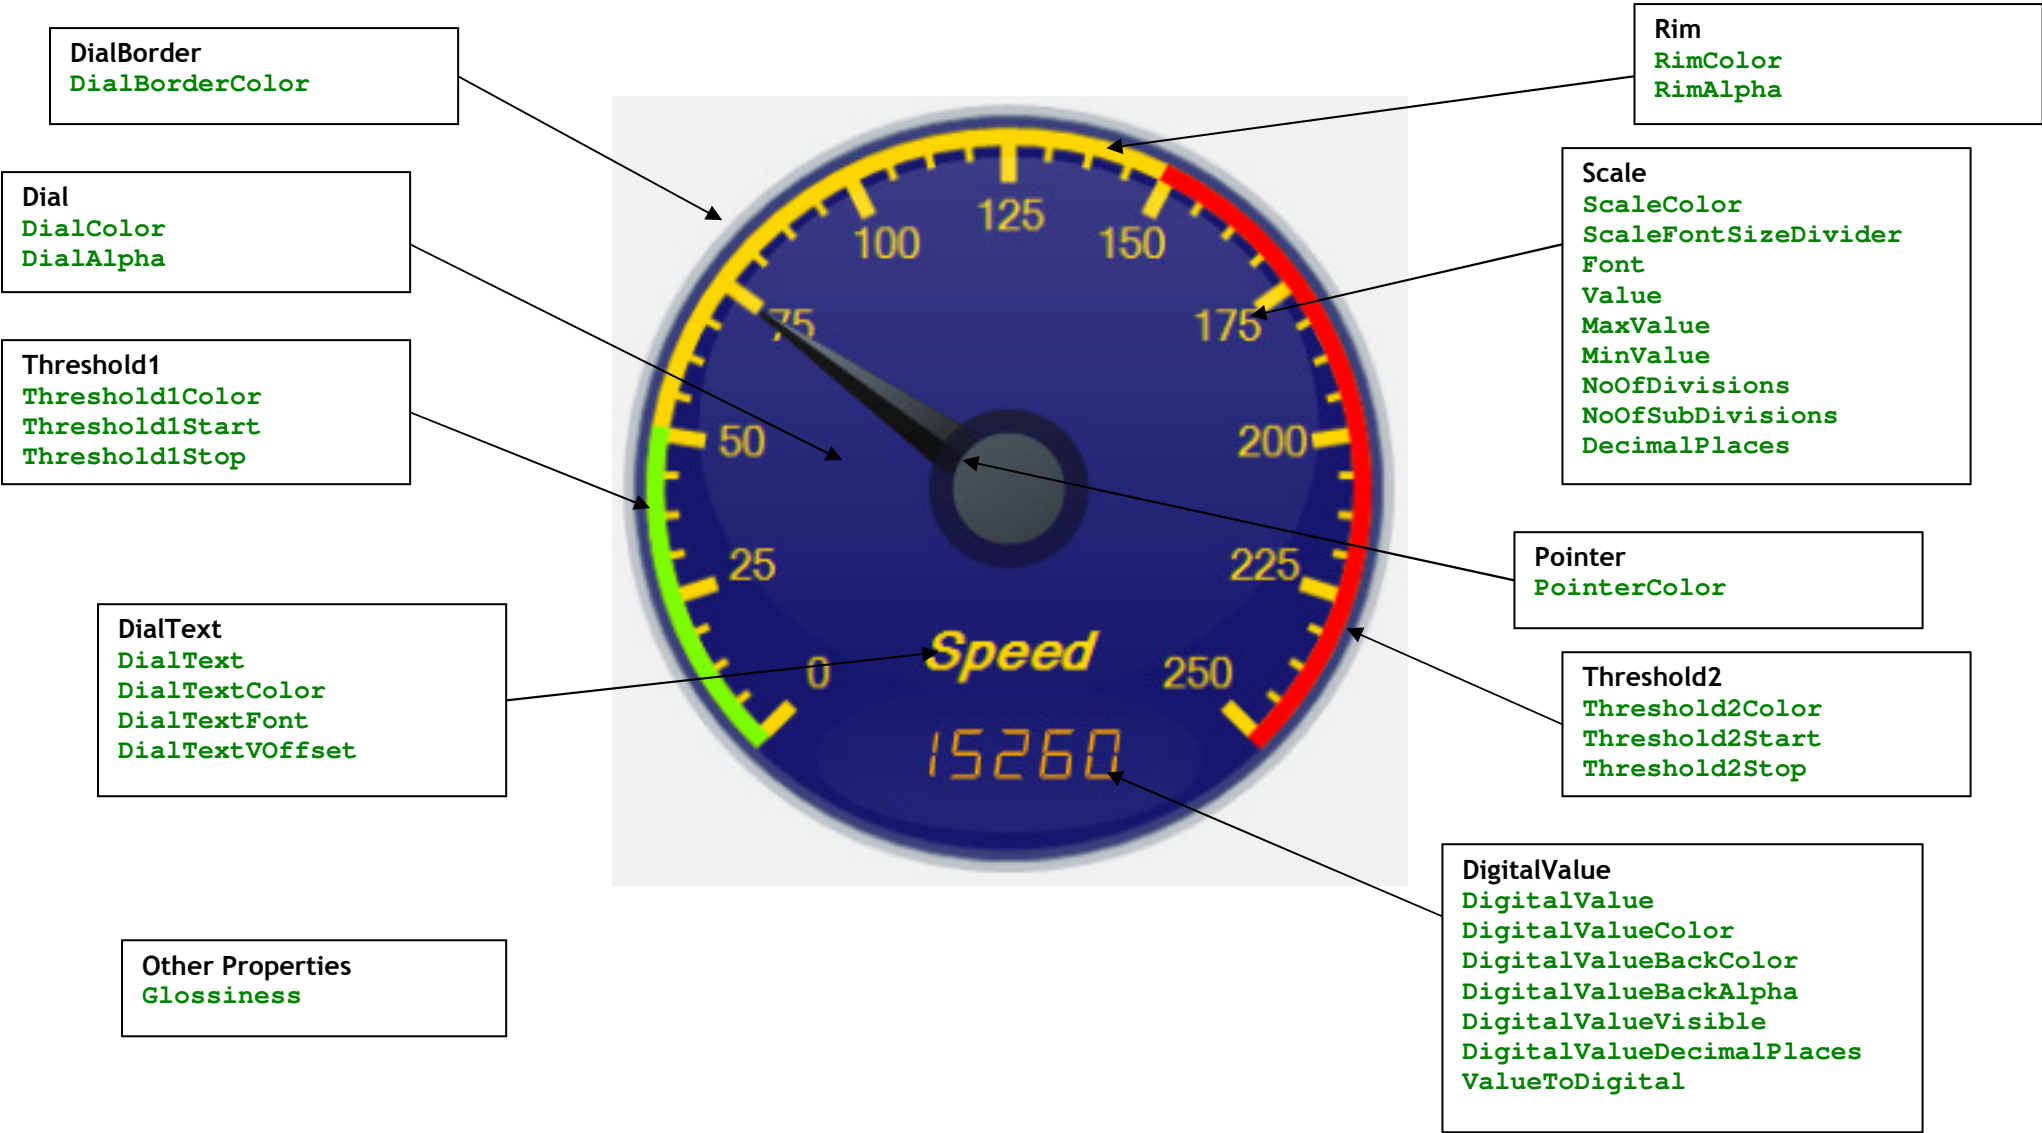 DialBorder
DialBorderColor
Dial
DialColor
DialAlpha
Threshold1
Threshold1Color
Threshold1Start
Threshold1Stop
DialText
DialText
DialTextColor
DialTextFont
DialTextVOffset
Other Properties
Glossiness
0
25
50
75
100
125
150
175
200
225
250
Speed
15260
Rim
RimColor
RimAlpha
Scale
ScaleColor
ScaleFontSizeDivider
Font
Value
MaxValue
MinValue
NoOfDivisions
NoOfSubDivisions
DecimalPlaces
Pointer
PointerColor
Threshold2
Threshold2Color
Threshold2Start
Threshold2Stop
DigitalValue
DigitalValue
DigitalValueColor
DigitalValueBackColor
DigitalValueBackAlpha
DigitalValueVisible
DigitalValueDecimalPlaces
ValueToDigital